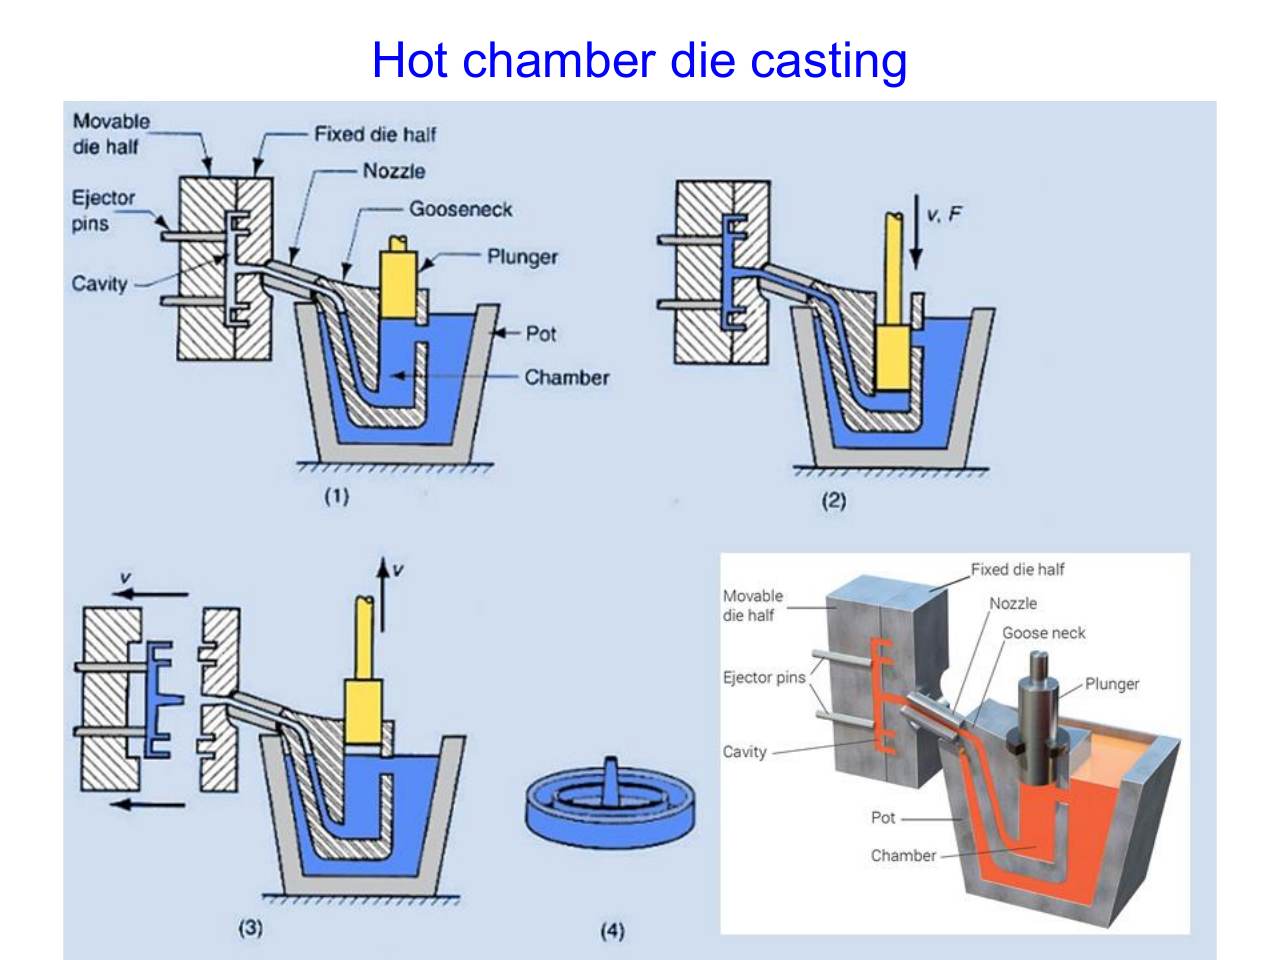 Hot chamber die casting
Movable
die half
Fixed die half
Nozzle
Ejector
pins
Gooseneck
Plunger
Cavity
Pot
Chamber
(1)
v, F
(2)
v
v
(3)
(4)
Fixed die half
Movable
die half
Nozzle
Goose neck
Ejector pins
Plunger
Cavity
Pot
Chamber